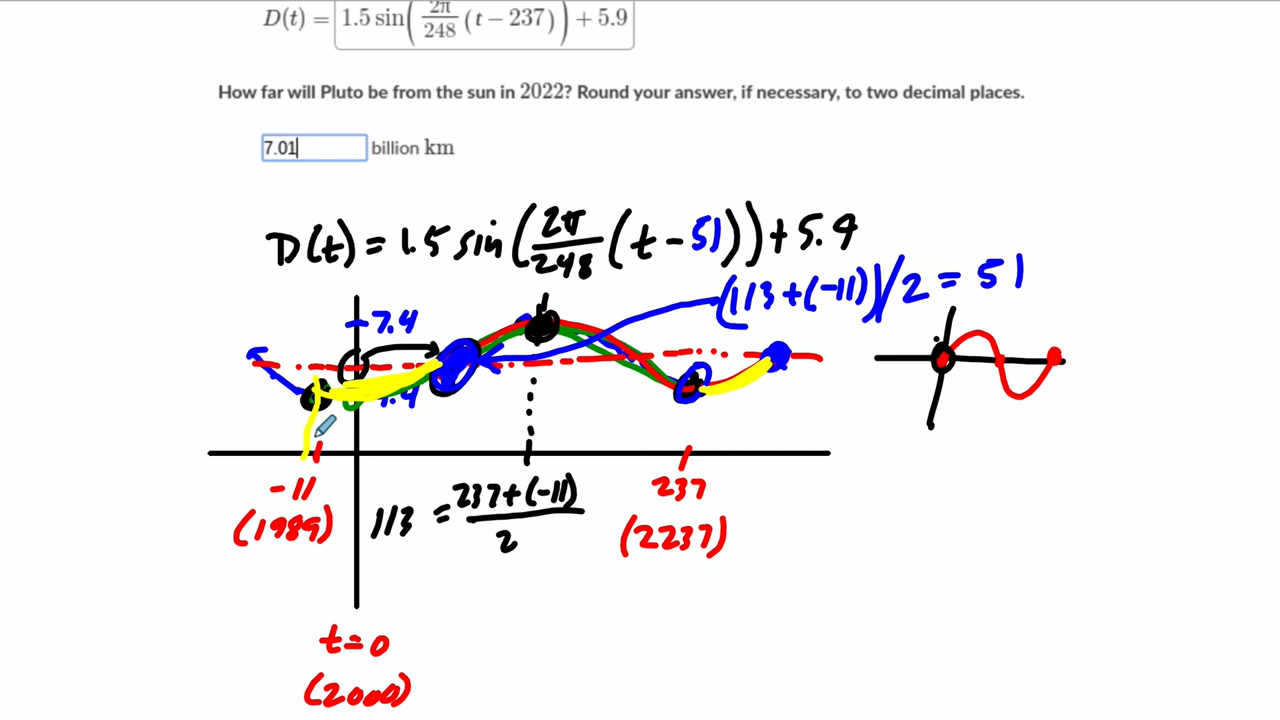 D(t) = 1.5 sin( 2π/248 (t − 237) ) + 5.9
How far will Pluto be from the sun in 2022? Round your answer, if necessary, to two decimal places.
7.01 billion km
D(t) = 1.5 sin( 2π/248 (t − 51) ) + 5.9
(113 + (−11))/2 = 51
7.4
7.4
−11
(1989)
113 = 237+(−11)/2
237
(2237)
t=0
(2000)